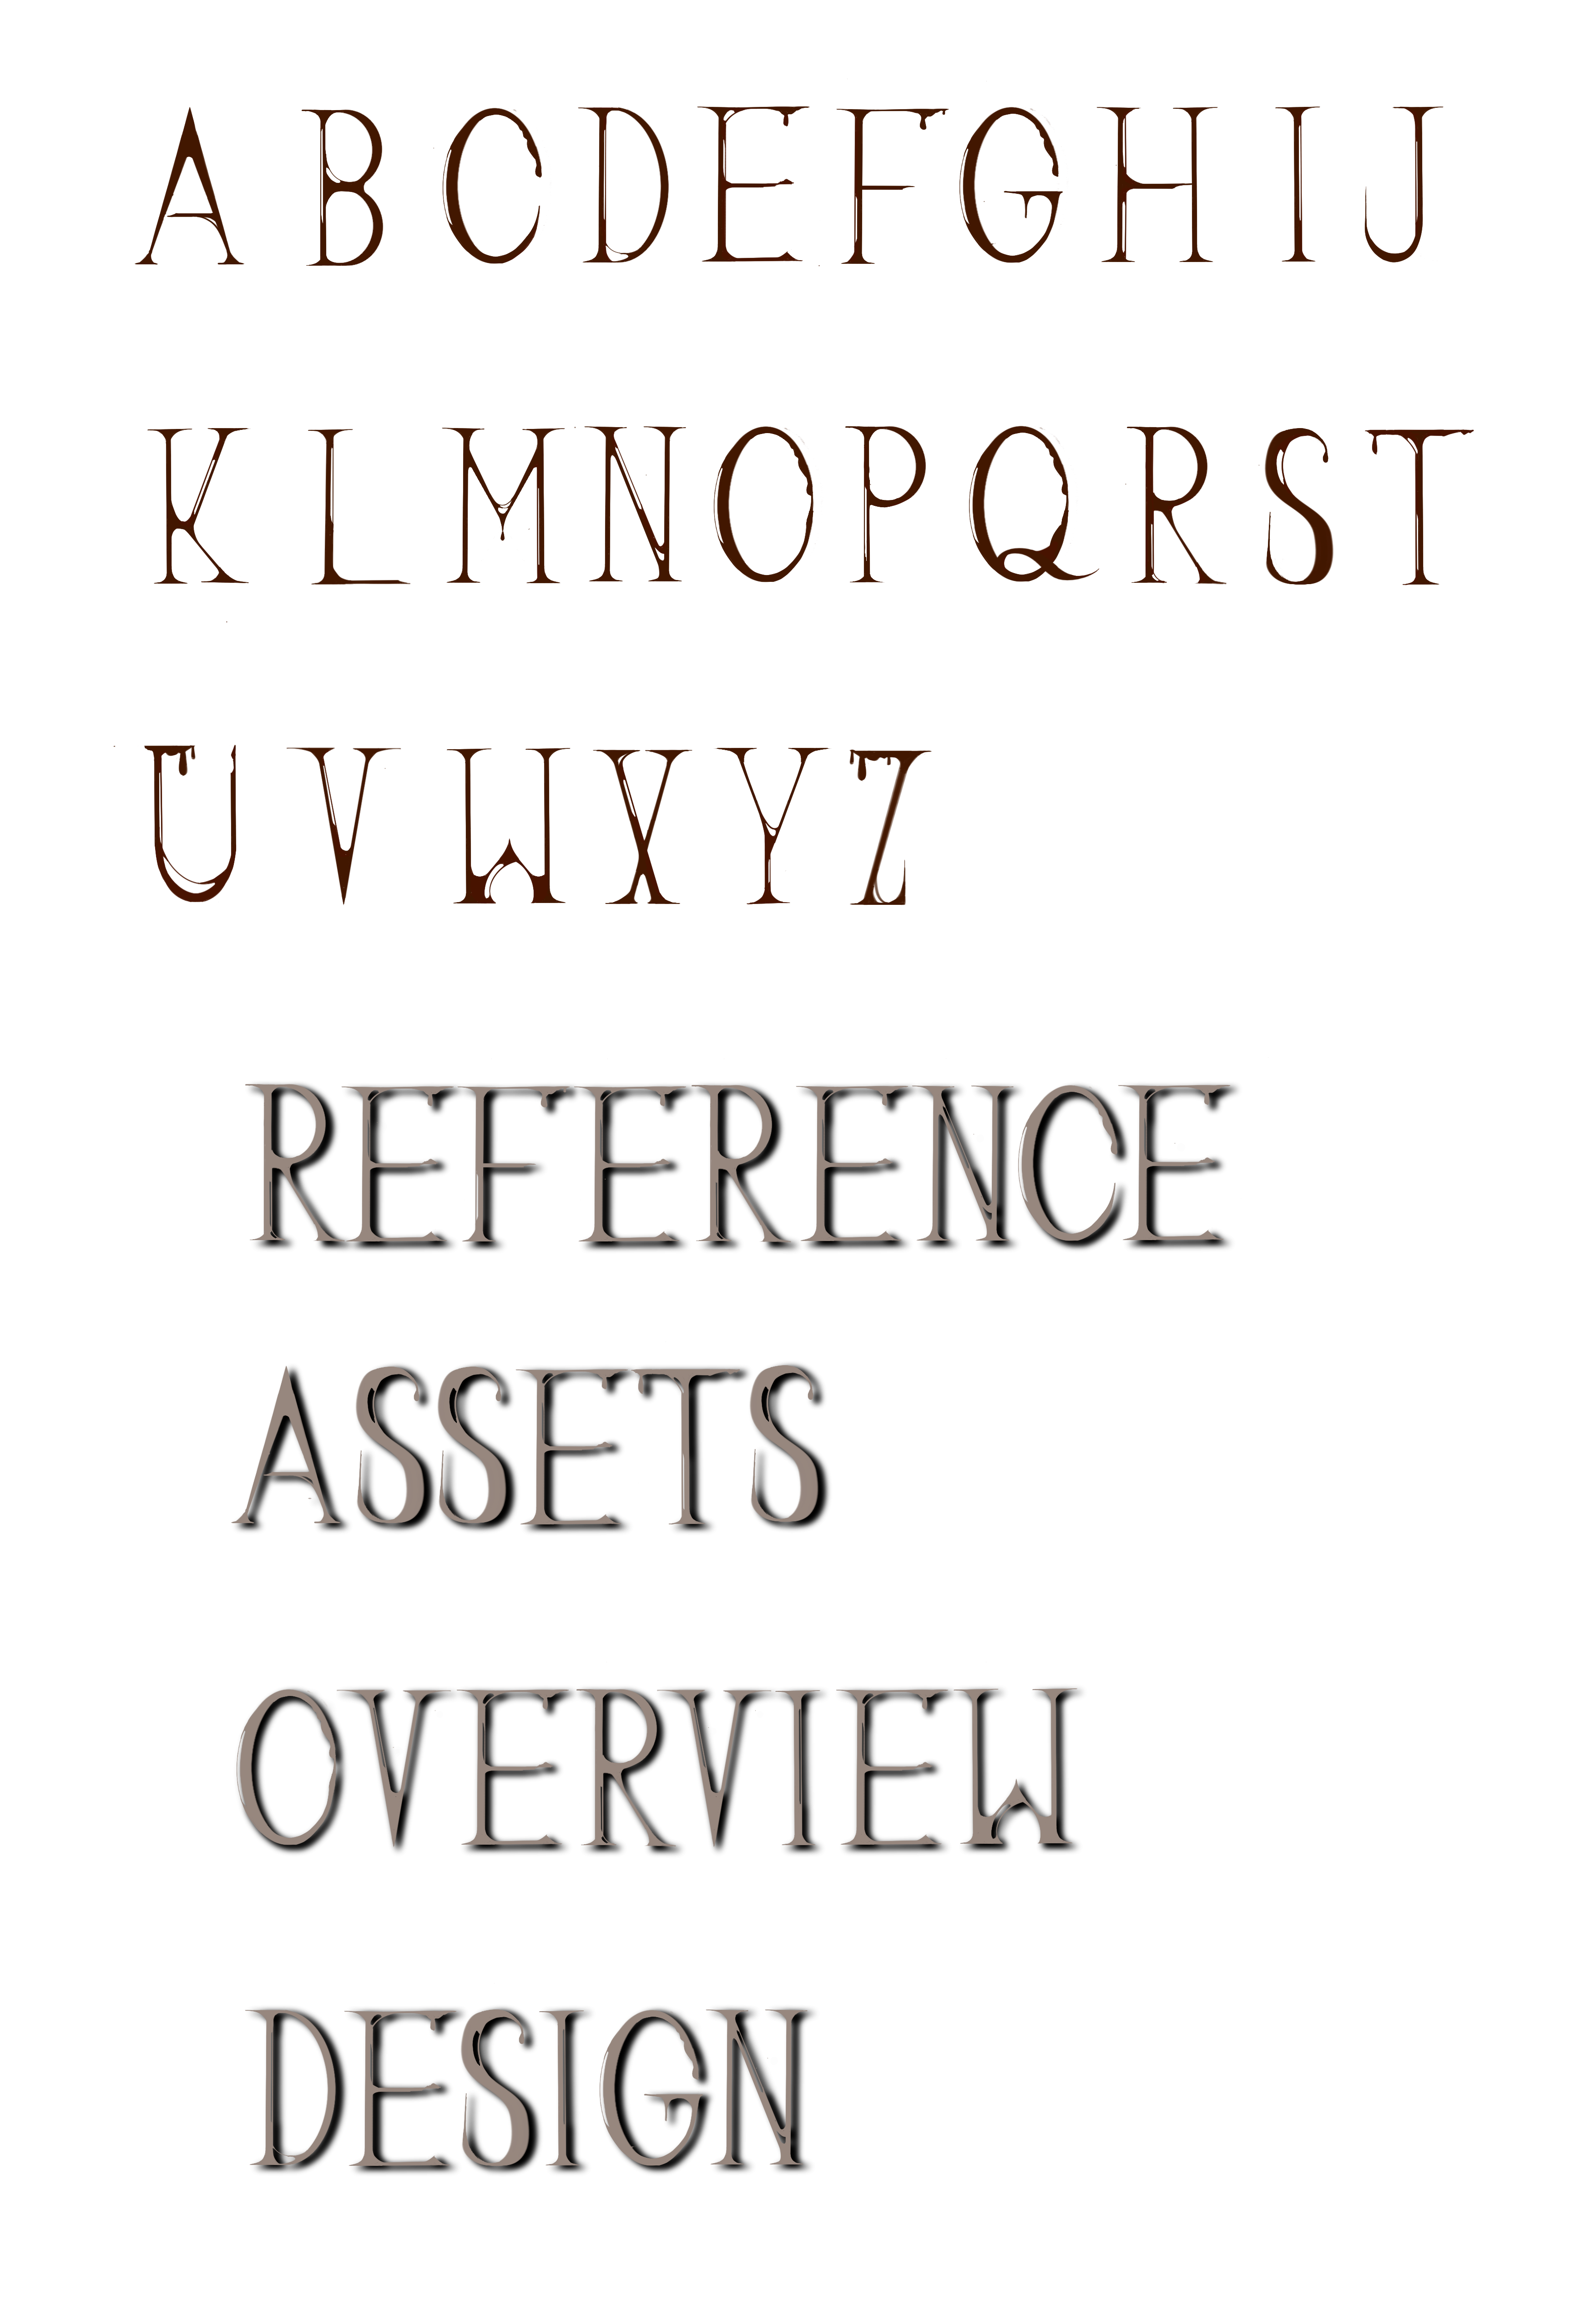 A B C D E F G H I J
K L M N O P Q R S T
U V W X Y Z
REFERENCE
ASSETS
OVERVIEW
DESIGN